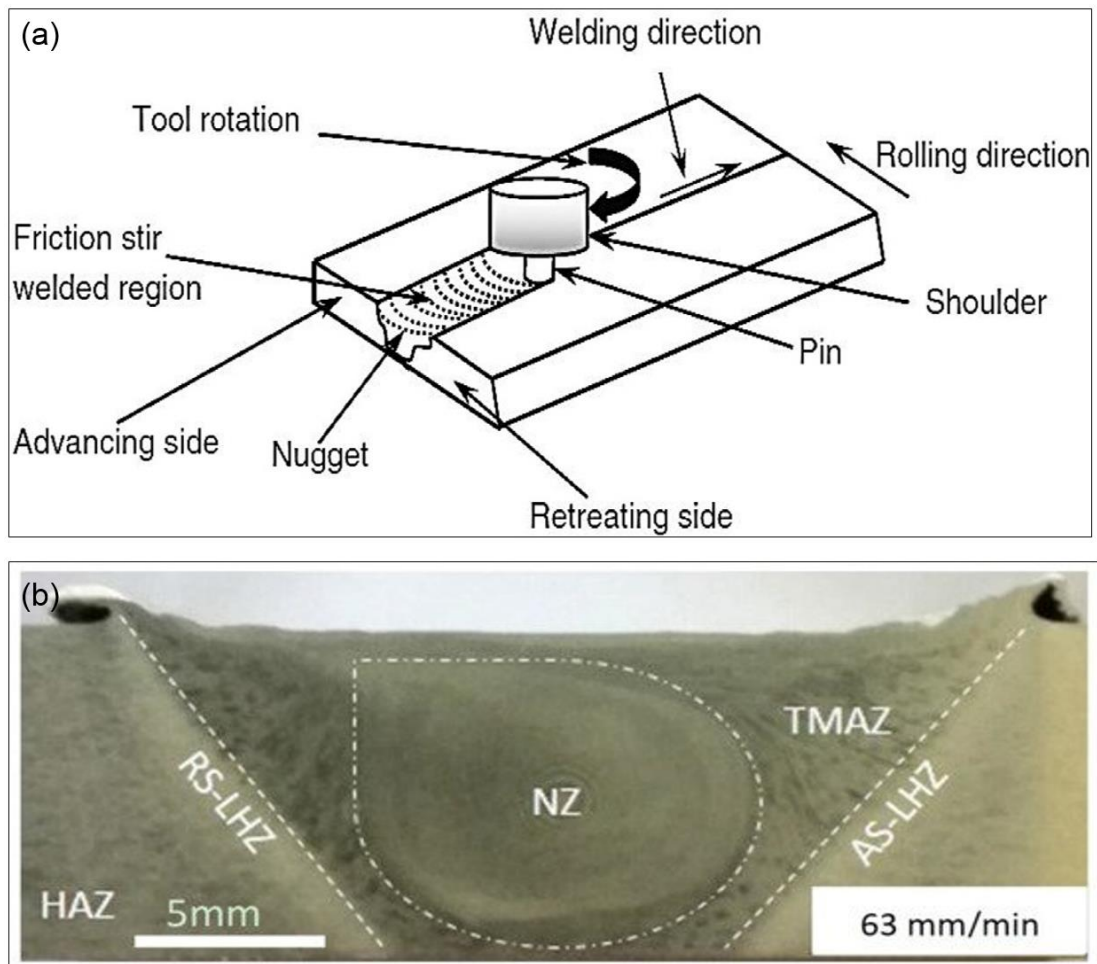 (a)
Welding direction
Tool rotation
Rolling direction
Friction stir
welded region
Shoulder
Pin
Advancing side
Nugget
Retreating side
(b)
TMAZ
NZ
RS-LHZ
AS-LHZ
HAZ
5mm
63 mm/min